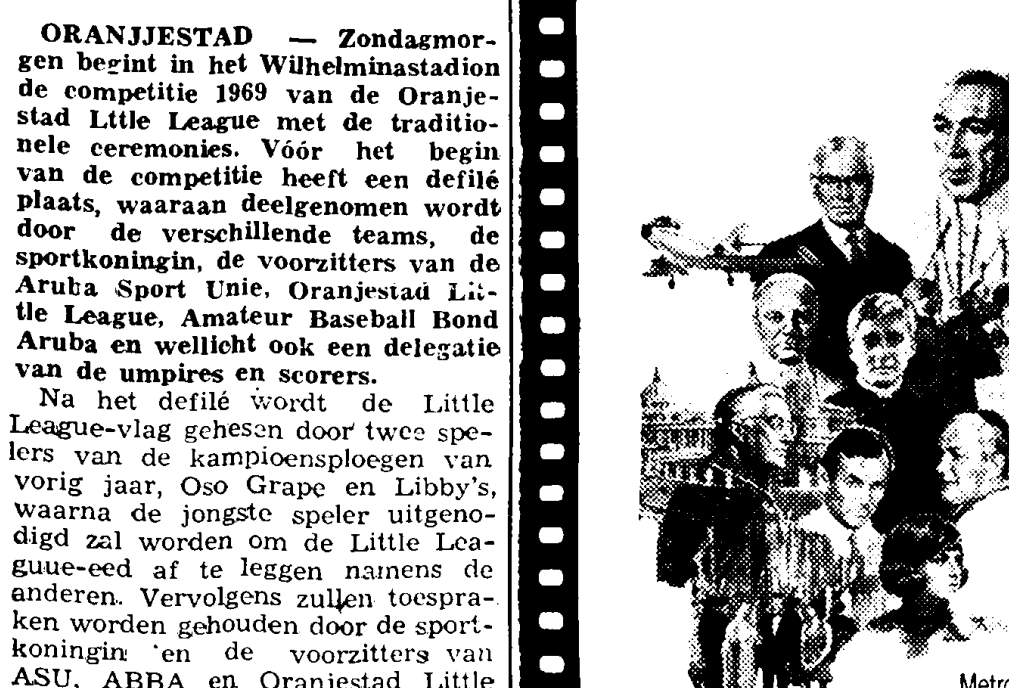 ORANJJESTAD — Zondagmor-
gen begint in het Wilhelminastadion
de competitie 1969 van de Oranje-
stad Lttle League met de traditio-
nele ceremonies. Vóór het begin
van de competitie heeft een defilé
plaats, waaraan deelgenomen wordt
door de verschillende teams, de
sportkoningin, de voorzitters van de
Aruba Sport Unie, Oranjestad Lit-
tle League, Amateur Baseball Bond
Aruba en wellicht ook een delegatie
van de umpires en scorers.
Na het defilé wordt de Little
League-vlag gehesen door twee spe-
lers van de kampioensploegen van
vorig jaar, Oso Grape en Libby's,
waarna de jongste speler uitgeno-
digd zal worden om de Little Lea-
guue-eed af te leggen namens de
anderen. Vervolgens zullen toespra-
ken worden gehouden door de sport-
koningin en de voorzitters van
ASU, ABBA en Oranjestad Little
Metro